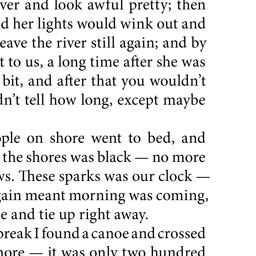 ver and look awful pretty; then
d her lights would wink out and
eave the river still again; and by
t to us, a long time after she was
bit, and after that you wouldn't
dn't tell how long, except maybe
ple on shore went to bed, and
the shores was black — no more
ws. These sparks was our clock —
gain meant morning was coming,
e and tie up right away.
break I found a canoe and crossed
hore — it was only two hundred